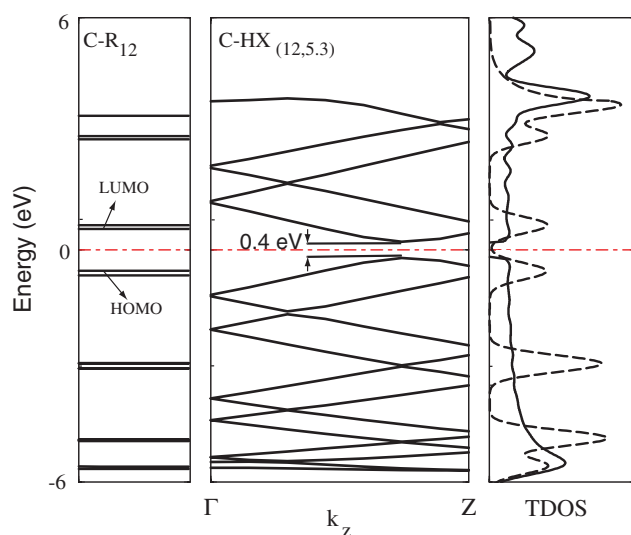 6
C-R12
C-HX (12,5.3)
LUMO
0.4 eV
0
HOMO
Energy (eV)
-6
Γ
Z
kz
TDOS